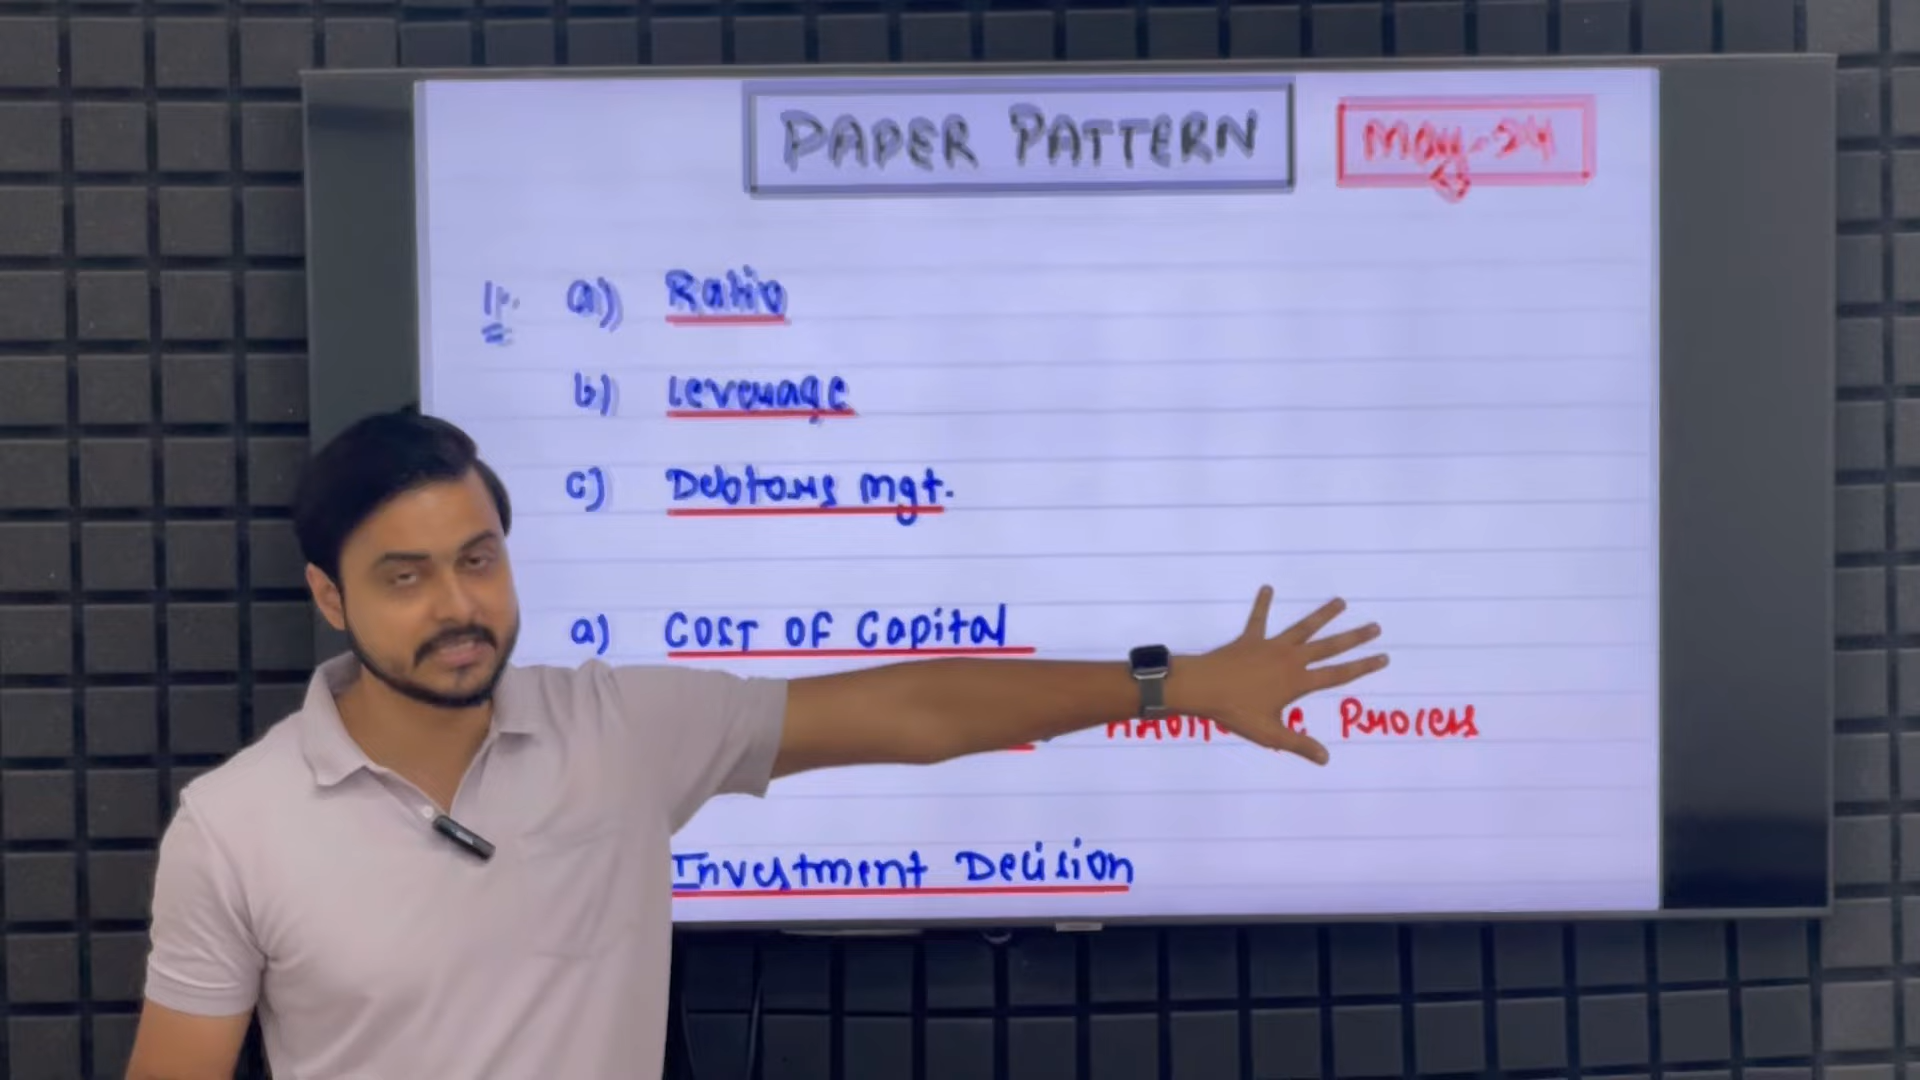 PAPER PATTERN
May-24
1. a) Ratio
b) Leverage
c) Debtors Mgt.
a) COST OF Capital
Process
Investment Decision